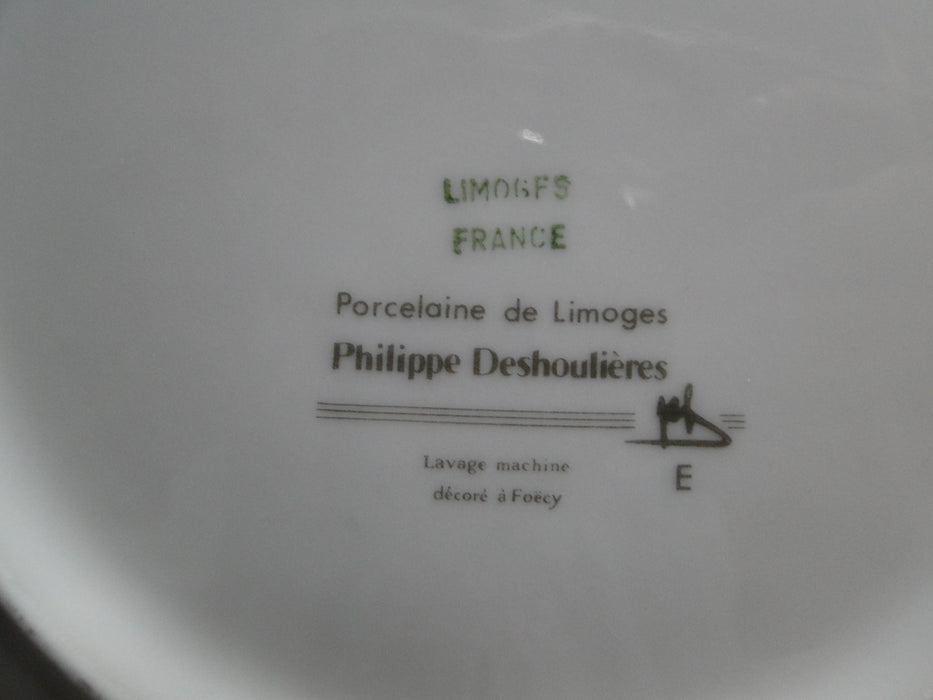 LIMOGES
FRANCE
Porcelaine de Limoges
Philippe Deshoulières
Lavage machine
décoré à Foëcy
E